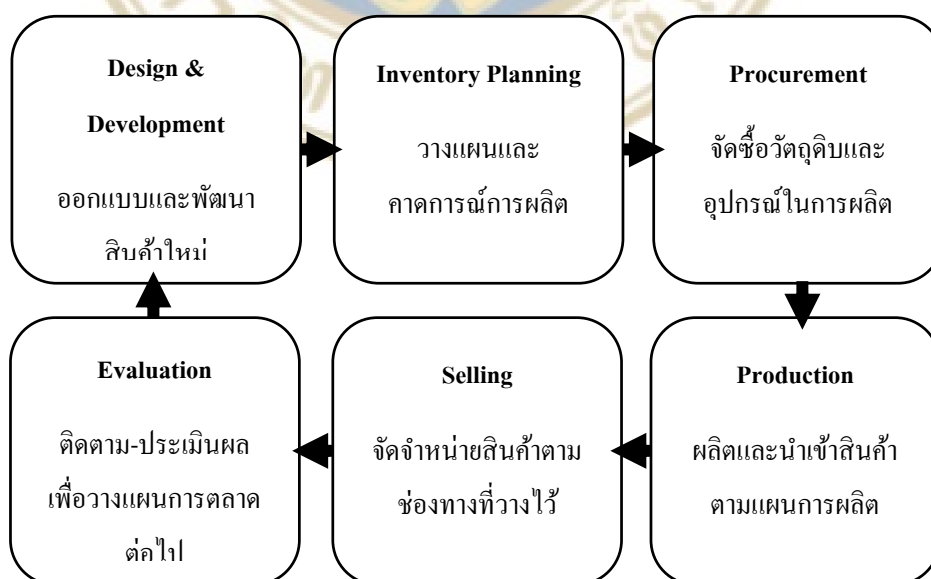 Design &
Development
ออกแบบและพัฒนา
สินค้าใหม่
Inventory Planning
วางแผนและ
คาดการณ์การผลิต
Procurement
จัดซื้อวัตถุดิบและ
อุปกรณ์ในการผลิต
Evaluation
ติดตาม-ประเมินผล
เพื่อวางแผนการตลาด
ต่อไป
Selling
จัดจำหน่ายสินค้าตาม
ช่องทางที่วางไว้
Production
ผลิตและนำเข้าสินค้า
ตามแผนการผลิต